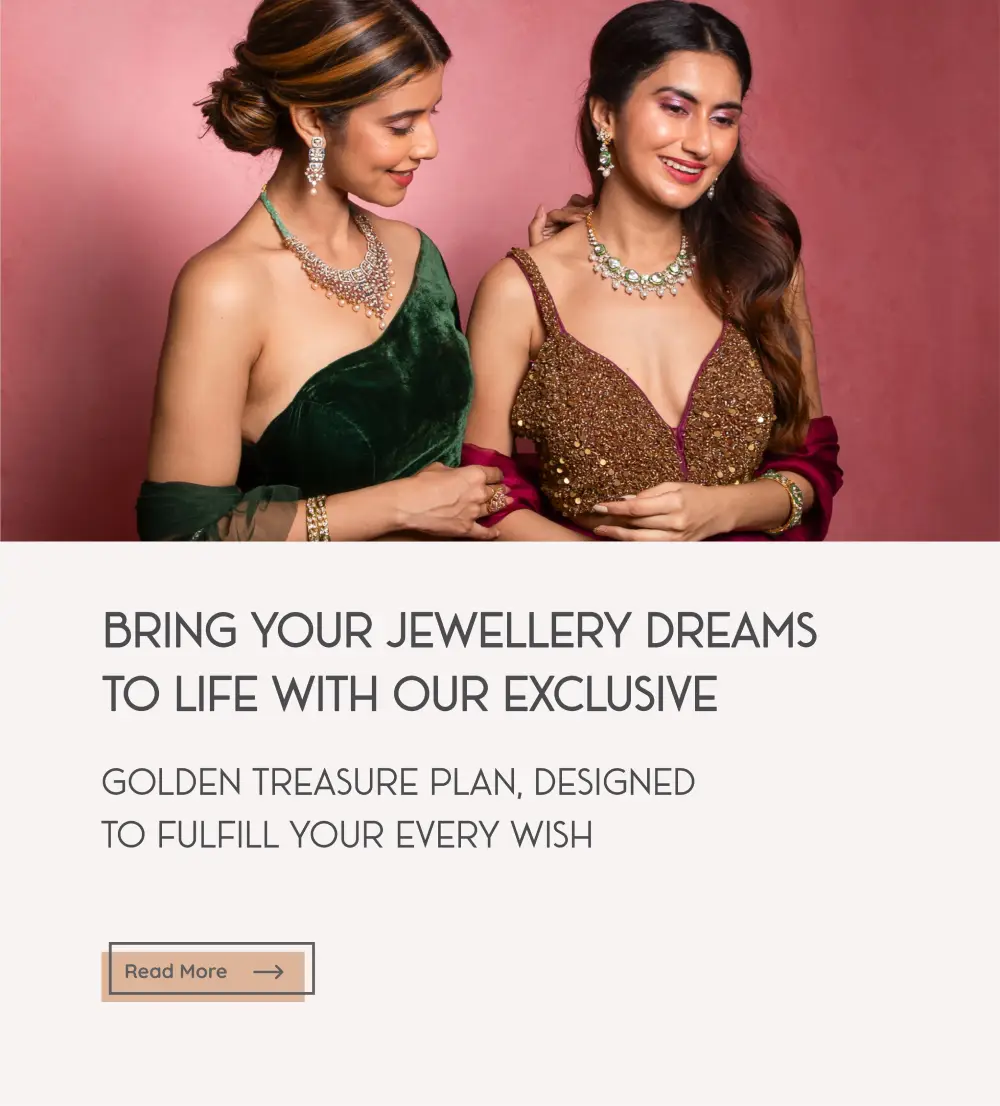 BRING YOUR JEWELLERY DREAMS
TO LIFE WITH OUR EXCLUSIVE
GOLDEN TREASURE PLAN, DESIGNED
TO FULFILL YOUR EVERY WISH
Read More